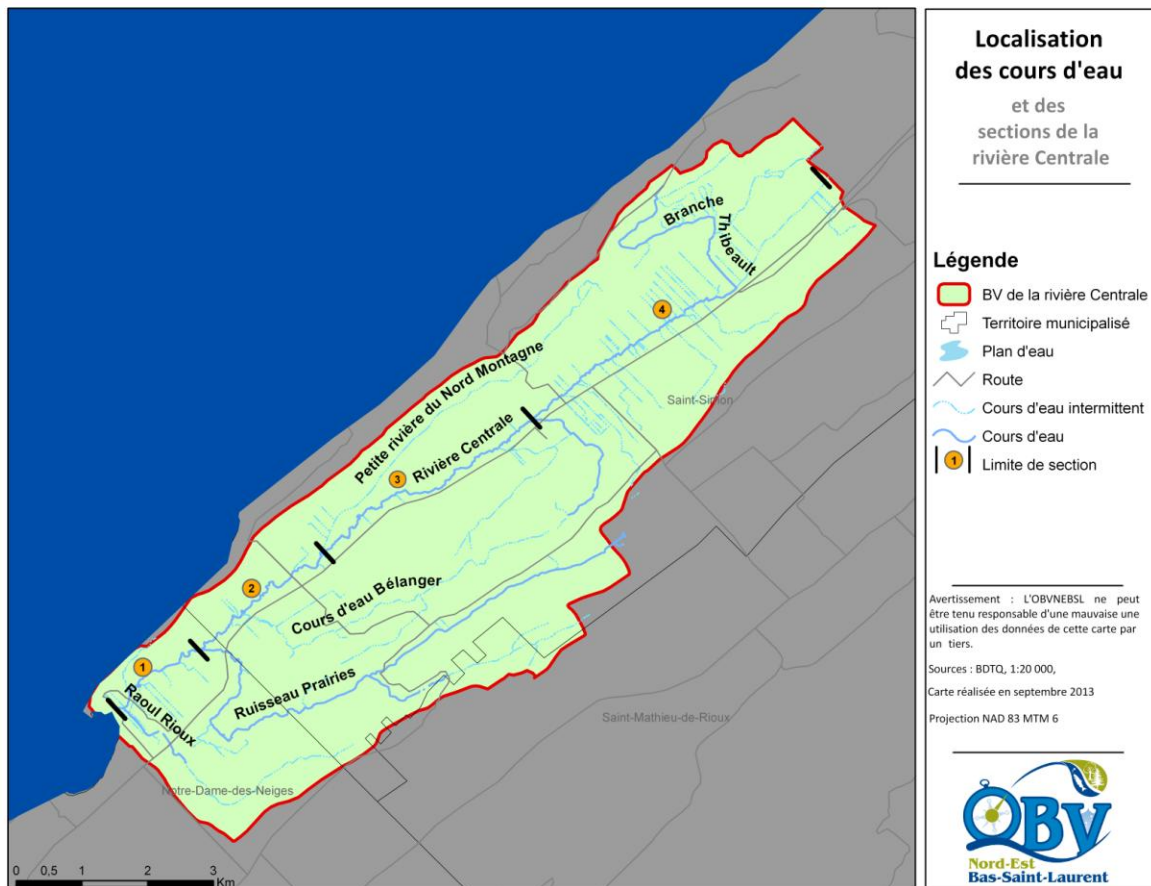 Localisation
des cours d'eau
et des
sections de la
rivière Centrale
Légende
BV de la rivière Centrale
Territoire municipalisé
Plan d'eau
Route
Cours d'eau intermittent
Cours d'eau
1
Limite de section
Avertissement : L'OBVNEBSL ne peut
être tenu responsable d'une mauvaise une
utilisation des données de cette carte par
un tiers.
Sources : BDTQ, 1:20 000,
Carte réalisée en septembre 2013
Projection NAD 83 MTM 6
OBV
Nord-Est
Bas-Saint-Laurent
Branche
Thibeault
4
Petite rivière du Nord Montagne
Saint-Simon
Rivière Centrale
3
2
Cours d'eau Bélanger
1
Raoul Rioux
Ruisseau Prairies
Saint-Mathieu-de-Rioux
Notre-Dame-des-Neiges
0 0,5 1 2 3
Km